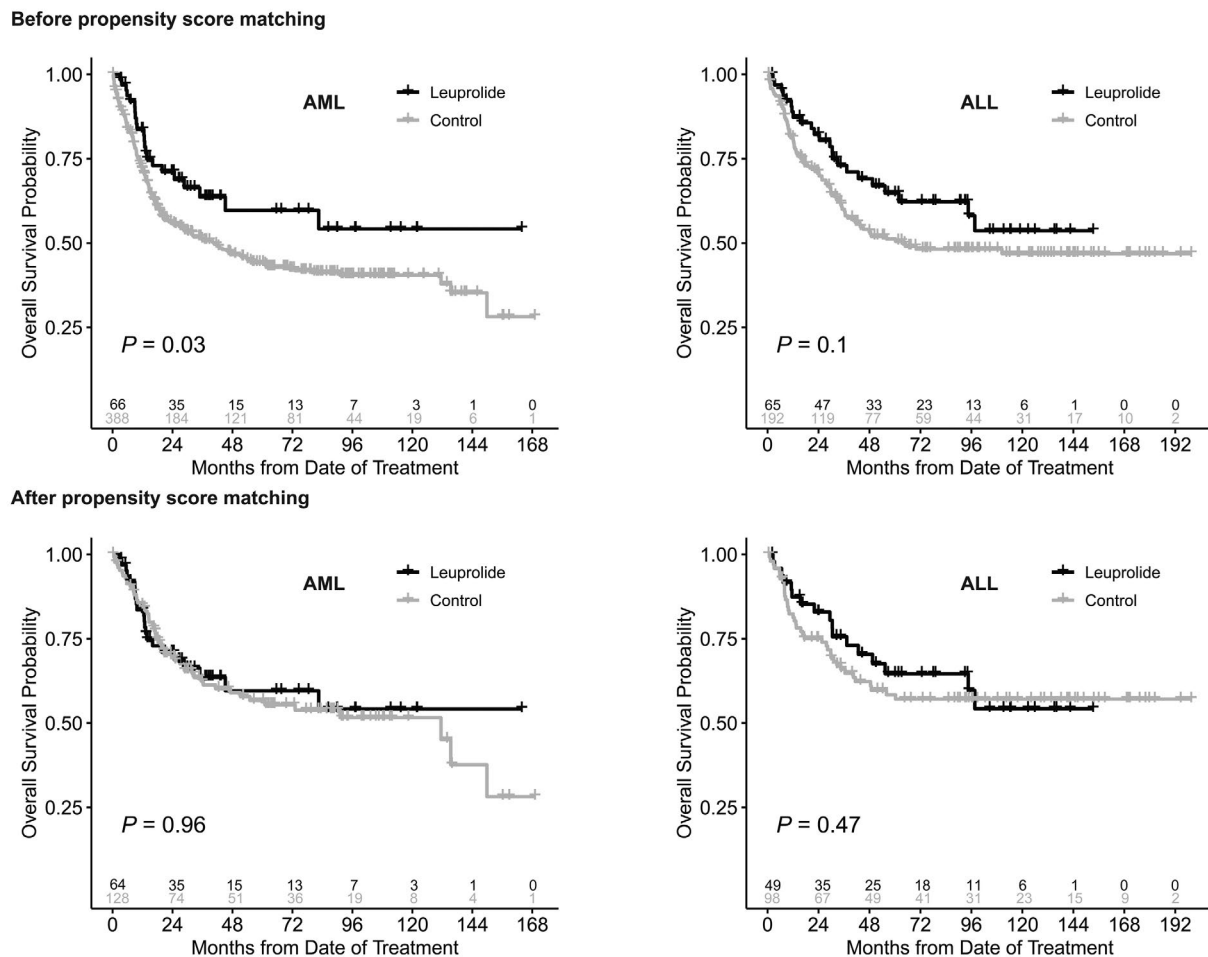 Before propensity score matching
AML
Leuprolide
Control
Overall Survival Probability
1.00
0.75
0.50
0.25
P = 0.03
66 35 15 13 7 3 1 0
388 184 121 81 44 19 6 1
0 24 48 72 96 120 144 168
Months from Date of Treatment
ALL
Leuprolide
Control
Overall Survival Probability
1.00
0.75
0.50
0.25
P = 0.1
65 47 33 23 13 6 1 0 0
192 119 77 59 44 31 17 10 2
0 24 48 72 96 120 144 168 192
Months from Date of Treatment
After propensity score matching
AML
Leuprolide
Control
Overall Survival Probability
1.00
0.75
0.50
0.25
P = 0.96
64 35 15 13 7 3 1 0
128 74 51 36 19 8 4 1
0 24 48 72 96 120 144 168
Months from Date of Treatment
ALL
Leuprolide
Control
Overall Survival Probability
1.00
0.75
0.50
0.25
P = 0.47
49 35 25 18 11 6 1 0 0
98 67 49 41 31 23 15 9 2
0 24 48 72 96 120 144 168 192
Months from Date of Treatment